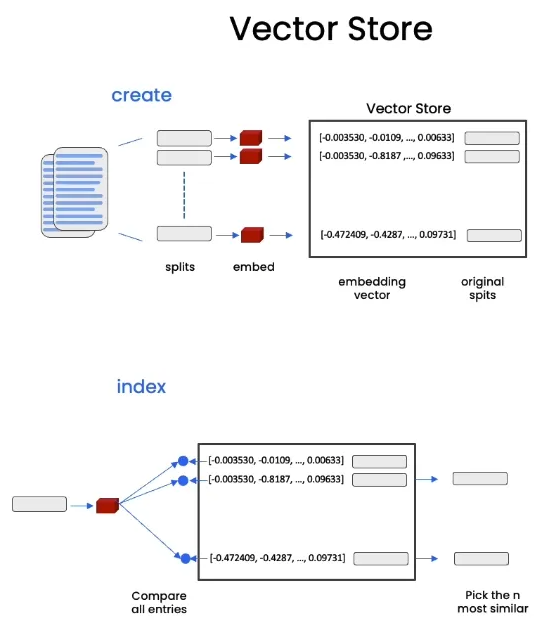 Vector Store
create
Vector Store
[-0.003530, -0.0109, ..., 0.00633]
[-0.003530, -0.8187 ,..., 0.09633]
[-0.472409, -0.4287, ..., 0.09731]
splits
embed
embedding
vector
original
spits
index
[-0.003530, -0.0109, ..., 0.00633]
[-0.003530, -0.8187, ..., 0.09633]
[-0.472409, -0.4287, ..., 0.09731]
Compare
all entries
Pick the n
most similar